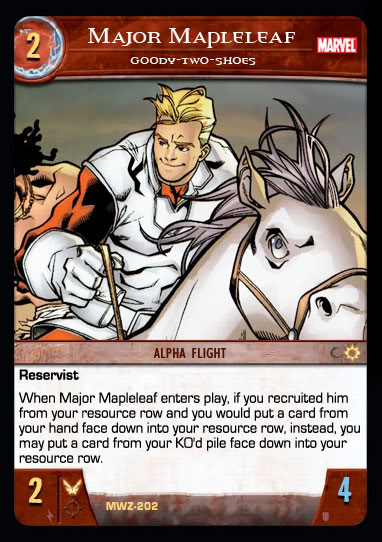 2
MAJOR MAPLELEAF
MARVEL
GOODY-TWO-SHOES
ALPHA FLIGHT
Reservist
When Major Mapleleaf enters play, if you recruited him
from your resource row and you would put a card from
your hand face down into your resource row, instead, you
may put a card from your KO'd pile face down into your
resource row.
2
MWZ-202
4